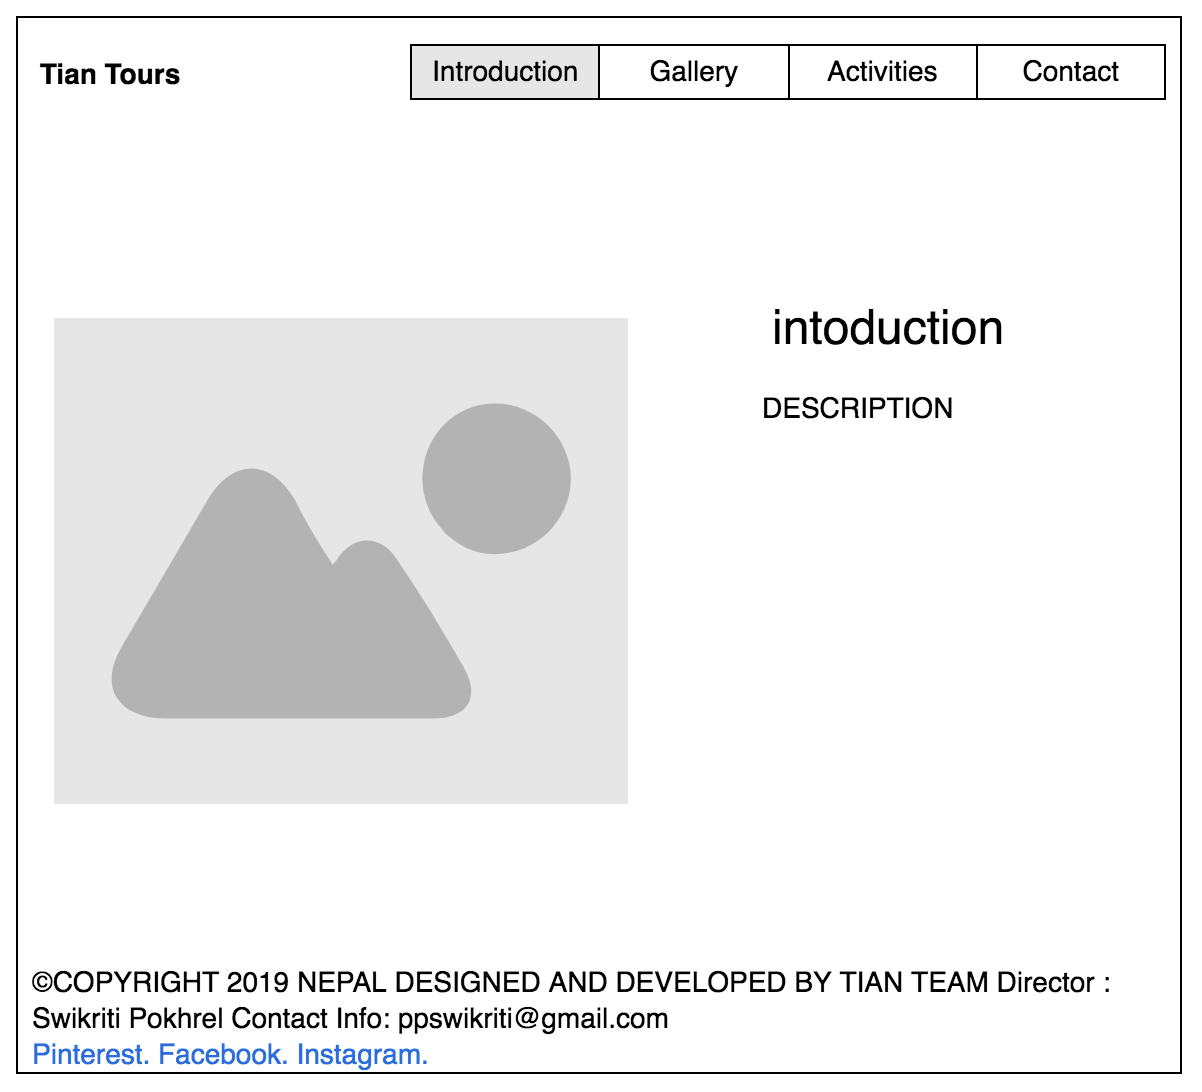 Tian Tours
Introduction Gallery Activities Contact
intoduction
DESCRIPTION
©COPYRIGHT 2019 NEPAL DESIGNED AND DEVELOPED BY TIAN TEAM Director :
Swikriti Pokhrel Contact Info: ppswikriti@gmail.com
Pinterest. Facebook. Instagram.